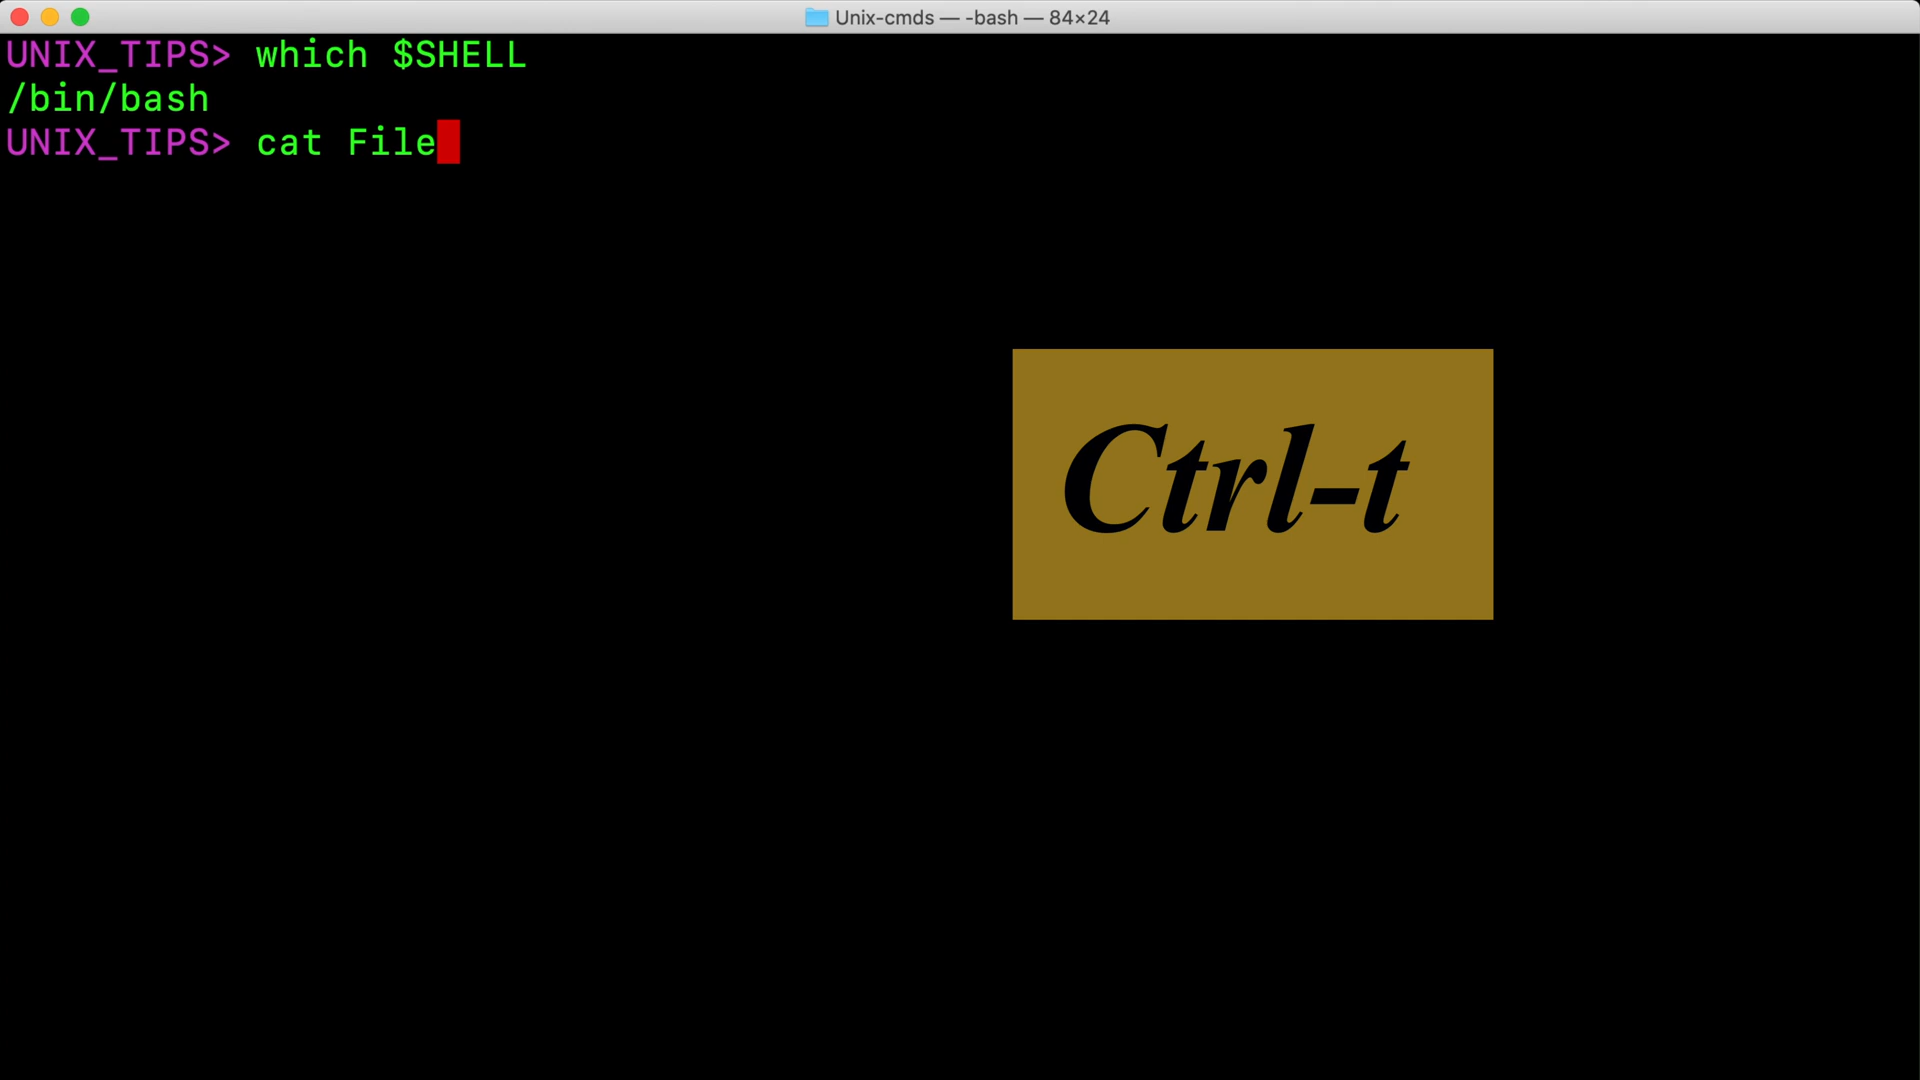 Unix-cmds — -bash — 84×24
UNIX_TIPS> which $SHELL
/bin/bash
UNIX_TIPS> cat File
Ctrl-t